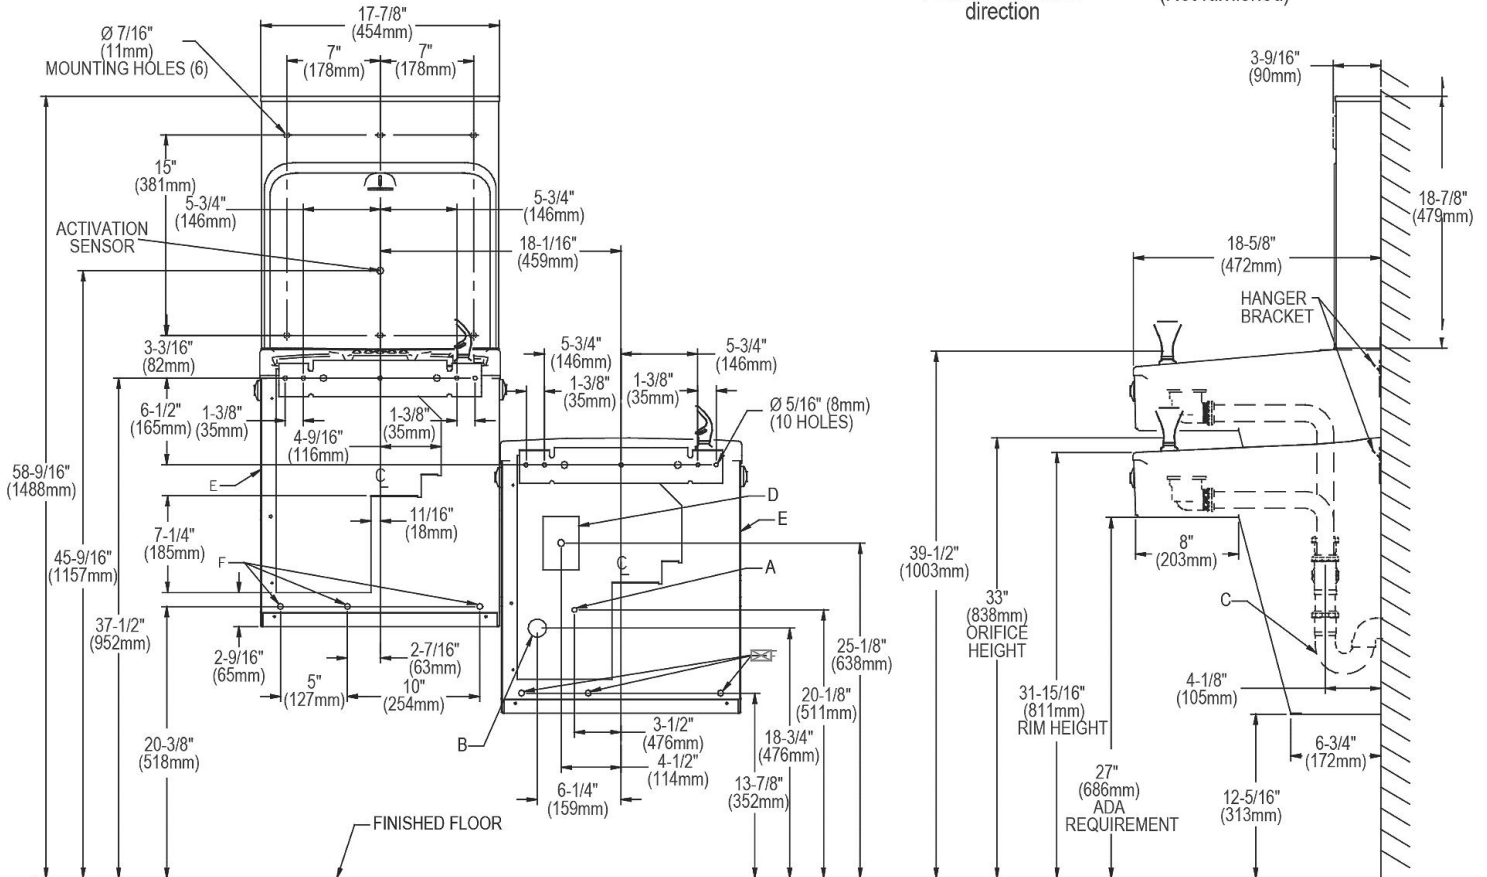 direction
17-7/8"
(454mm)
Ø 7/16"
(11mm)
MOUNTING HOLES (6)
7"
(178mm)
7"
(178mm)
3-9/16"
(90mm)
15"
(381mm)
5-3/4"
(146mm)
5-3/4"
(146mm)
18-7/8"
(479mm)
ACTIVATION
SENSOR
18-1/16"
(459mm)
18-5/8"
(472mm)
HANGER
BRACKET
3-3/16"
(82mm)
5-3/4"
(146mm)
5-3/4"
(146mm)
1-3/8"
(35mm)
1-3/8"
(35mm)
6-1/2"
(165mm)
1-3/8"
(35mm)
1-3/8"
(35mm)
Ø 5/16" (8mm)
(10 HOLES)
4-9/16"
(116mm)
58-9/16"
(1488mm)
C
E
D
11/16"
(18mm)
E
7-1/4"
(185mm)
45-9/16"
(1157mm)
F
C
A
39-1/2"
(1003mm)
8"
(203mm)
33"
(838mm)
ORIFICE
HEIGHT
C
37-1/2"
(952mm)
2-9/16"
(65mm)
2-7/16"
(63mm)
25-1/8"
(638mm)
5"
(127mm)
10"
(254mm)
20-1/8"
(511mm)
31-15/16"
(811mm)
RIM HEIGHT
4-1/8"
(105mm)
20-3/8"
(518mm)
B
3-1/2"
(476mm)
18-3/4"
(476mm)
4-1/2"
(114mm)
6-3/4"
(172mm)
6-1/4"
(159mm)
13-7/8"
(352mm)
27"
(686mm)
ADA
REQUIREMENT
12-5/16"
(313mm)
FINISHED FLOOR